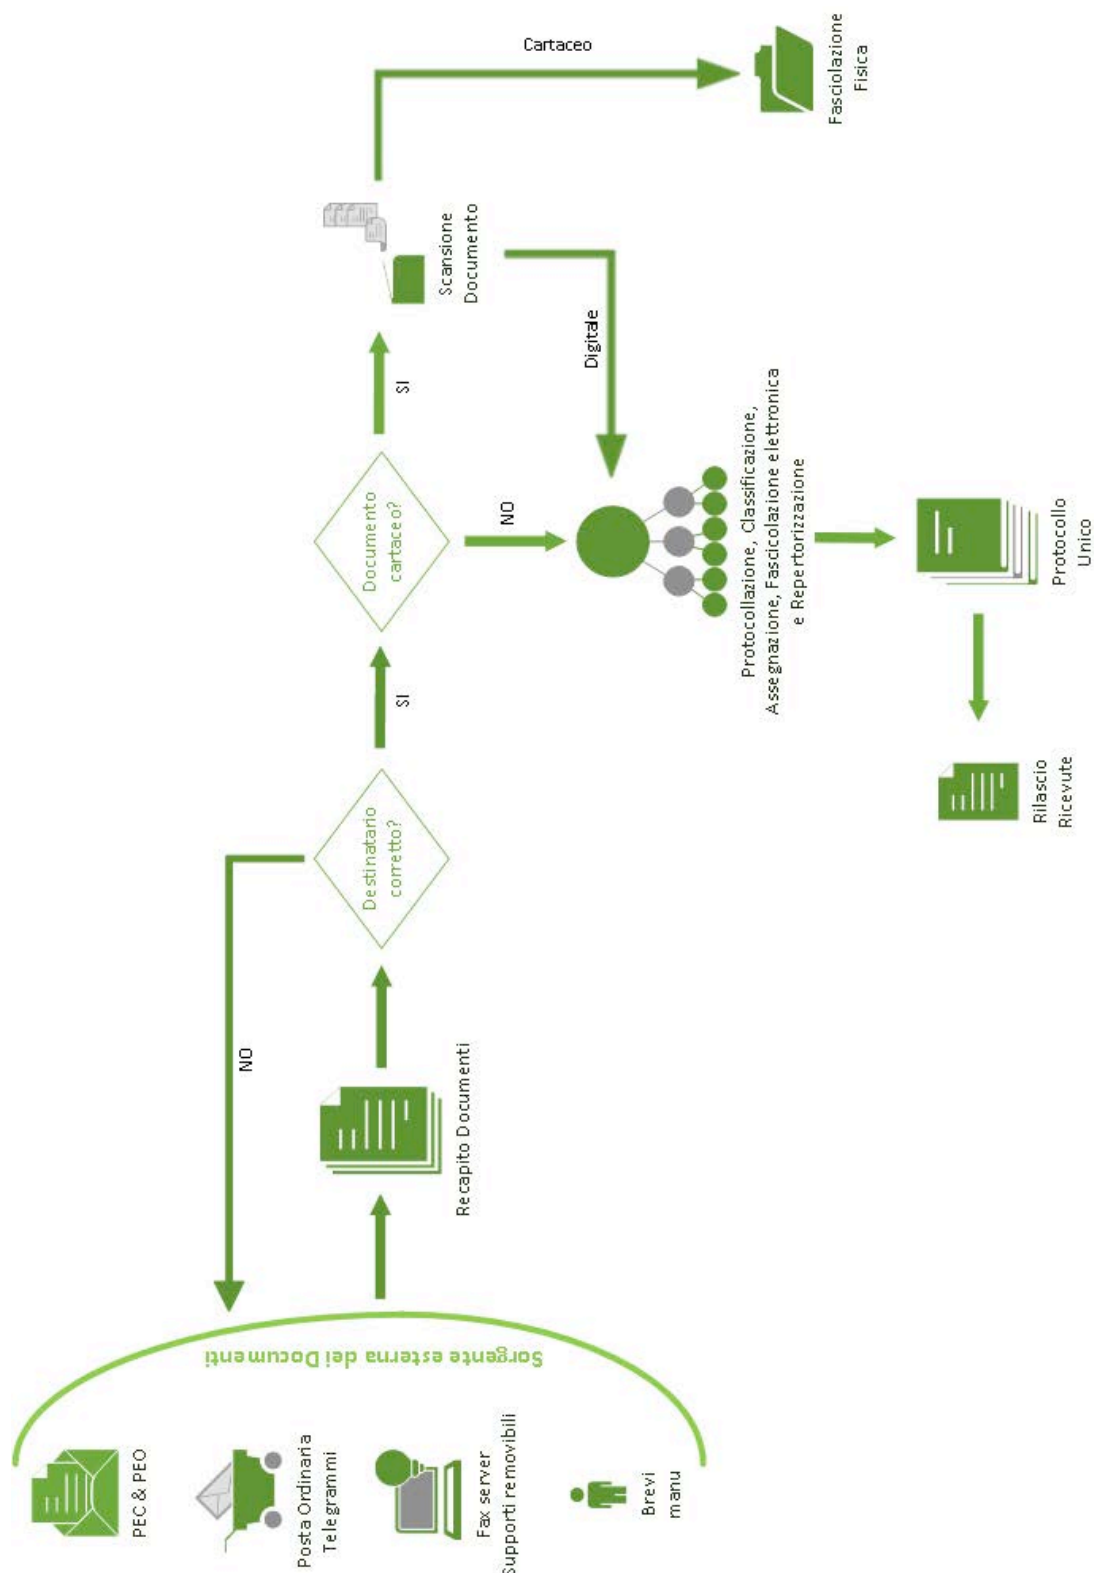 PEC & PEO
Posta Ordinaria
Telegrammi
Fax server
Supporti removibili
Brevi
manu
Sorgente esterna dei Documenti
Recapito Documenti
NO
Destinatario
corretto?
SI
Documento
cartaceo?
SI
NO
Scansione
Documento
Cartaceo
Digitale
Fasciolazione
Fisica
Protocollazione, Classificazione,
Assegnazione, Fascicolazione elettronica
e Repertorizzazione
Protocollo
Unico
Rilascio
Ricevute